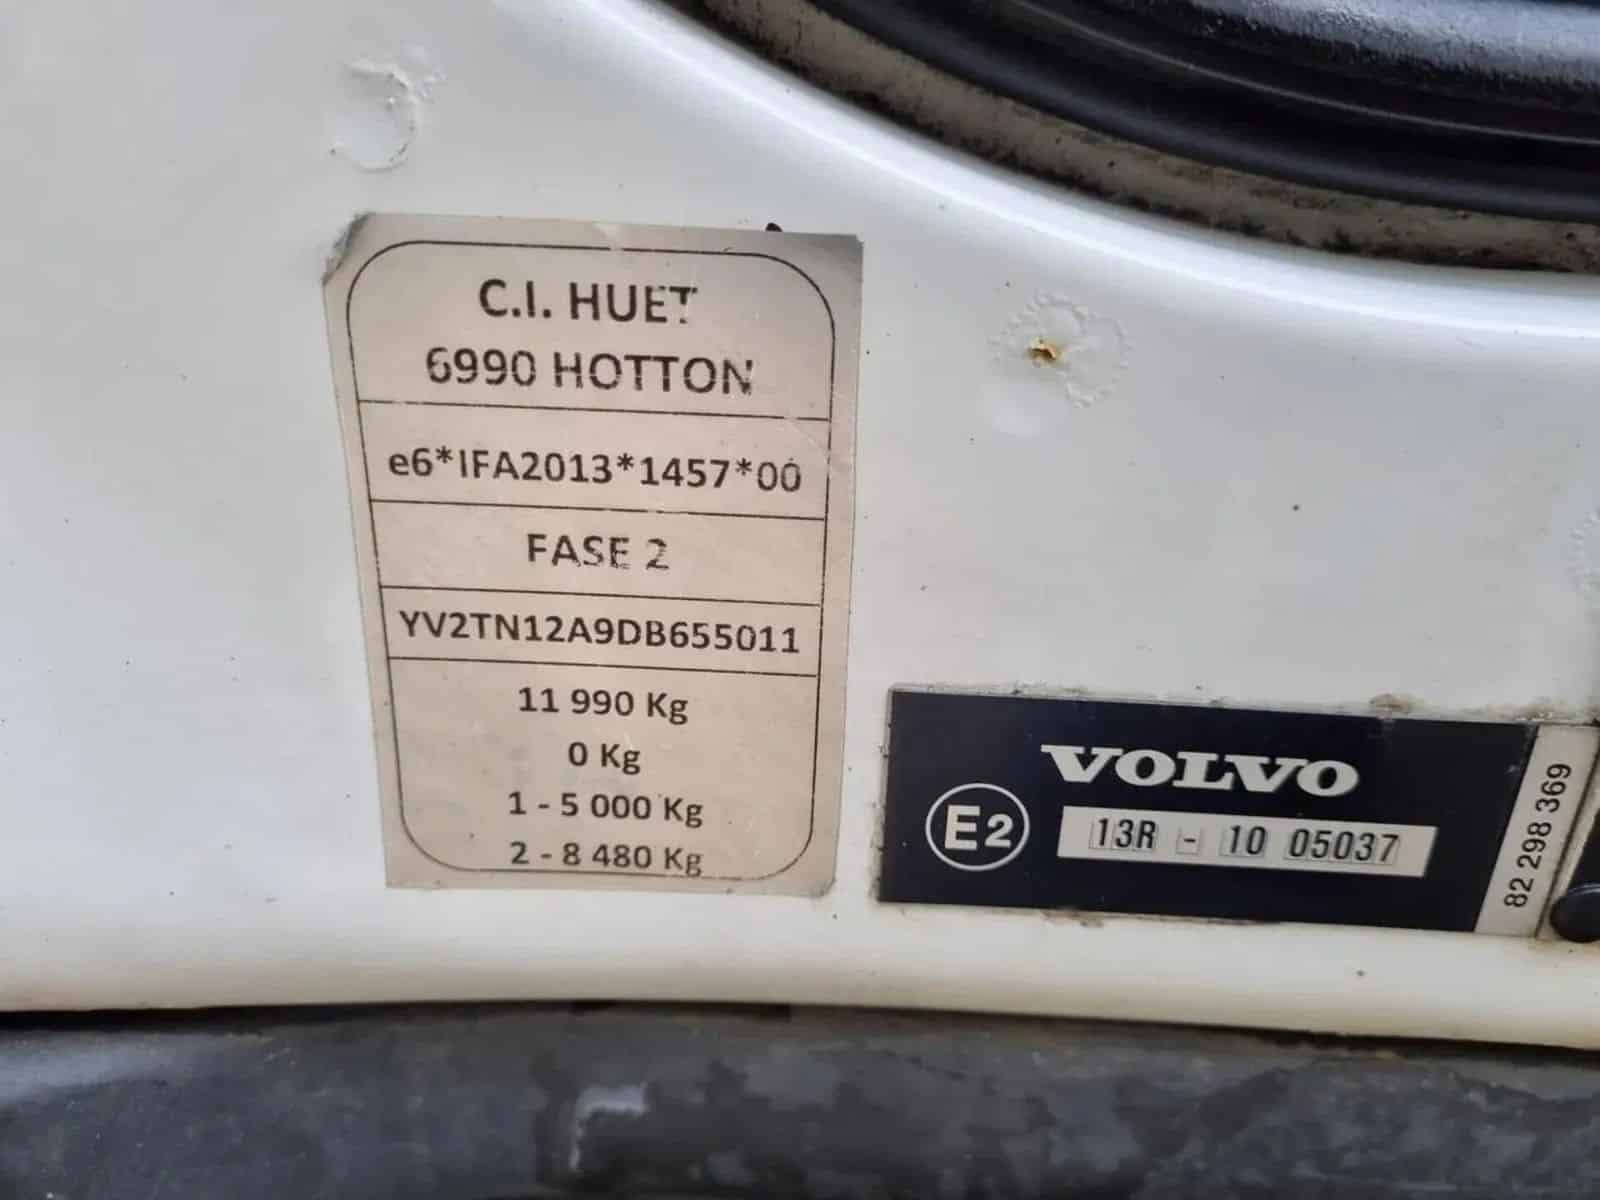 C.I. HUET
6990 HOTTON
e6*IFA2013*1457*00
FASE 2
YV2TN12A9DB655011
11 990 Kg
0 Kg
1 - 5 000 Kg
2 - 8 480 Kg
VOLVO
E2
13R - 10 05037
82 298 369